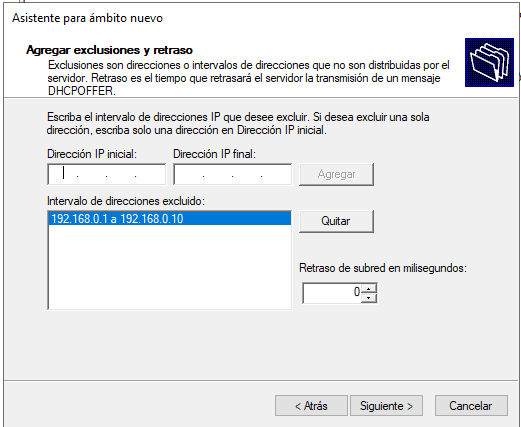 Asistente para ámbito nuevo
Agregar exclusiones y retraso
Exclusiones son direcciones o intervalos de direcciones que no son distribuidas por el
servidor. Retraso es el tiempo que retrasará el servidor la transmisión de un mensaje
DHCPOFFER.
Escriba el intervalo de direcciones IP que desee excluir. Si desea excluir una sola
dirección, escriba solo una dirección en Dirección IP inicial.
Dirección IP inicial: Dirección IP final:
. . . . . . Agregar
Intervalo de direcciones excluido:
192.168.0.1 a 192.168.0.10 Quitar
Retraso de subred en milisegundos:
0
< Atrás Siguiente > Cancelar